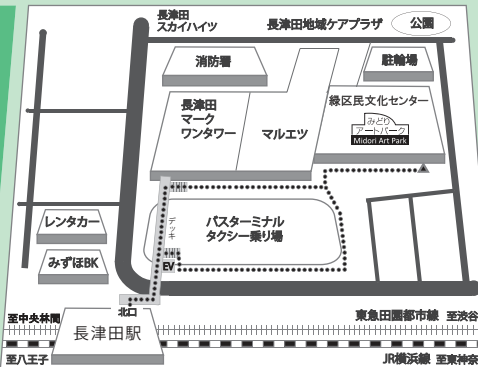 長津田
スカイハイツ
長津田地域ケアプラザ
公園
消防署
駐輪場
長津田
マーク
ワンタワー
マルエツ
緑区民文化センター
みどり
アートパーク
Midori Art Park
レンタカー
みずほBK
デッキ
バスターミナル
タクシー乗り場
EV
北口
長津田駅
至中央林間
東急田園都市線 至渋谷
至八王子
JR横浜線 至東神奈